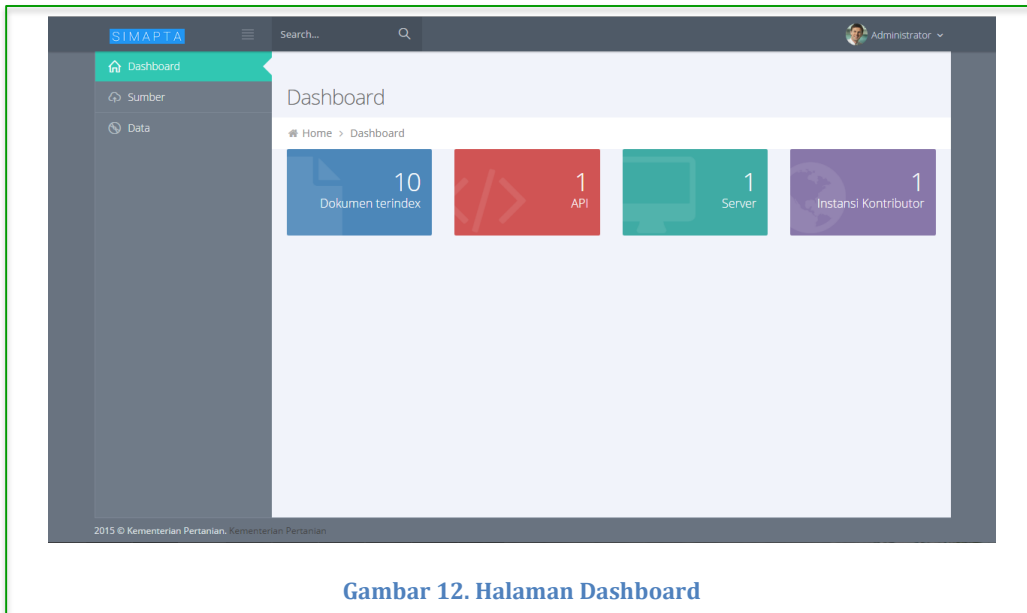 SIMAPTA
Search...
Administrator
Dashboard
Sumber
Data
Dashboard
Home > Dashboard
10
Dokumen terindex
1
API
1
Server
1
Instansi Kontributor
2015 © Kementerian Pertanian. Kementerian Pertanian
Gambar 12. Halaman Dashboard